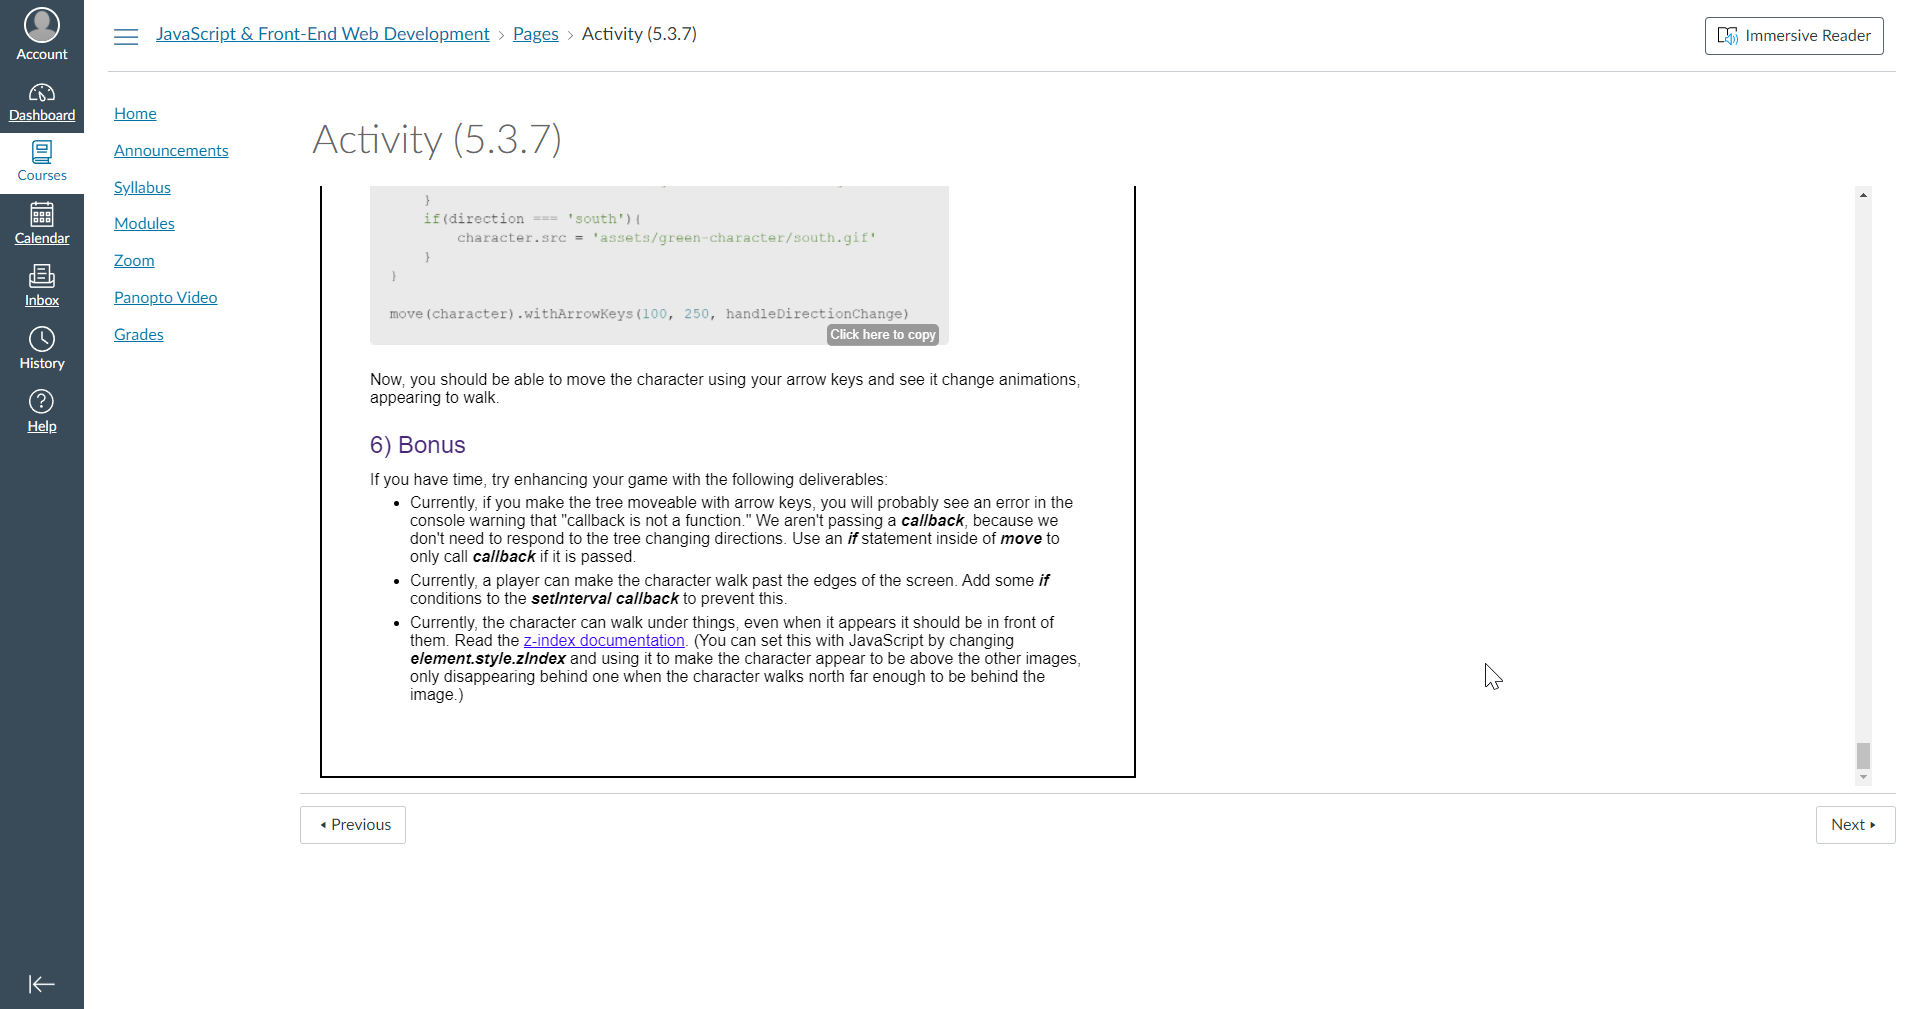 Account
Dashboard
Courses
Calendar
Inbox
History
Help
JavaScript & Front-End Web Development › Pages › Activity (5.3.7)
Immersive Reader
Home
Announcements
Syllabus
Modules
Zoom
Panopto Video
Grades
Activity (5.3.7)
}
if(direction === 'south'){
character.src = 'assets/green-character/south.gif'
}
}
move(character).withArrowKeys(100, 250, handleDirectionChange)
Click here to copy
Now, you should be able to move the character using your arrow keys and see it change animations,
appearing to walk.
6) Bonus
If you have time, try enhancing your game with the following deliverables:
• Currently, if you make the tree moveable with arrow keys, you will probably see an error in the
console warning that "callback is not a function." We aren't passing a callback, because we
don't need to respond to the tree changing directions. Use an if statement inside of move to
only call callback if it is passed.
• Currently, a player can make the character walk past the edges of the screen. Add some if
conditions to the setInterval callback to prevent this.
• Currently, the character can walk under things, even when it appears it should be in front of
them. Read the z-index documentation. (You can set this with JavaScript by changing
element.style.zIndex and using it to make the character appear to be above the other images,
only disappearing behind one when the character walks north far enough to be behind the
image.)
Previous
Next